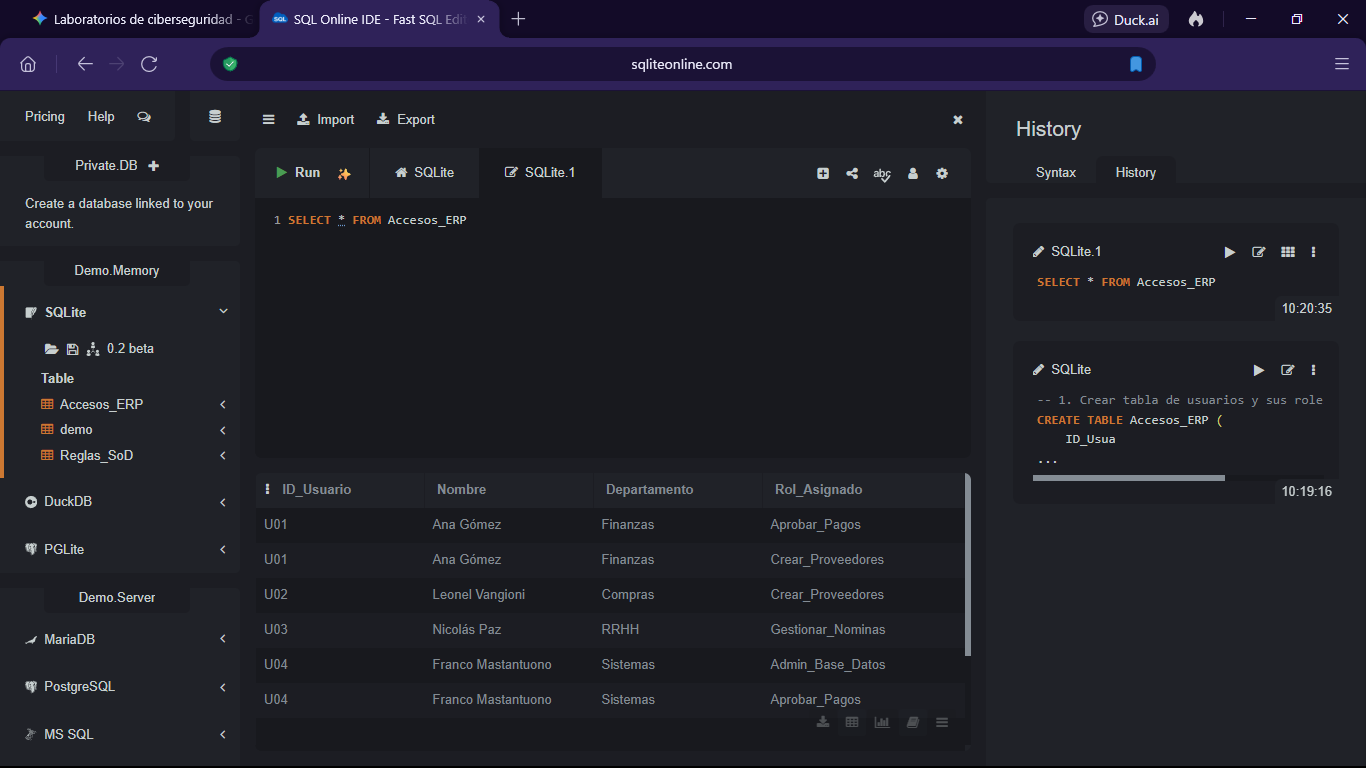 Laboratorios de ciberseguridad - G
SQL Online IDE - Fast SQL Edit
Duck.ai
sqliteonline.com
Pricing
Help
Private.DB
Create a database linked to your
account.
Demo.Memory
SQLite
0.2 beta
Table
Accesos_ERP
demo
Reglas_SoD
DuckDB
PGLite
Demo.Server
MariaDB
PostgreSQL
MS SQL
Import
Export
Run
SQLite
SQLite.1
abc
1 SELECT * FROM Accesos_ERP
ID_Usuario Nombre Departamento Rol_Asignado
U01 Ana Gómez Finanzas Aprobar_Pagos
U01 Ana Gómez Finanzas Crear_Proveedores
U02 Leonel Vangioni Compras Crear_Proveedores
U03 Nicolás Paz RRHH Gestionar_Nominas
U04 Franco Mastantuono Sistemas Admin_Base_Datos
U04 Franco Mastantuono Sistemas Aprobar_Pagos
History
Syntax
History
SQLite.1
SELECT * FROM Accesos_ERP
10:20:35
SQLite
-- 1. Crear tabla de usuarios y sus role
CREATE TABLE Accesos_ERP (
ID_Usua
...
10:19:16